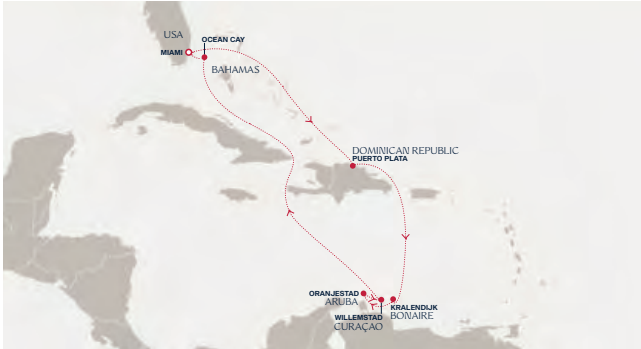 USA
OCEAN CAY
MIAMI
BAHAMAS
DOMINICAN REPUBLIC
PUERTO PLATA
ORANJESTAD
ARUBA
KRALENDIJK
BONAIRE
WILLEMSTAD
CURAÇAO